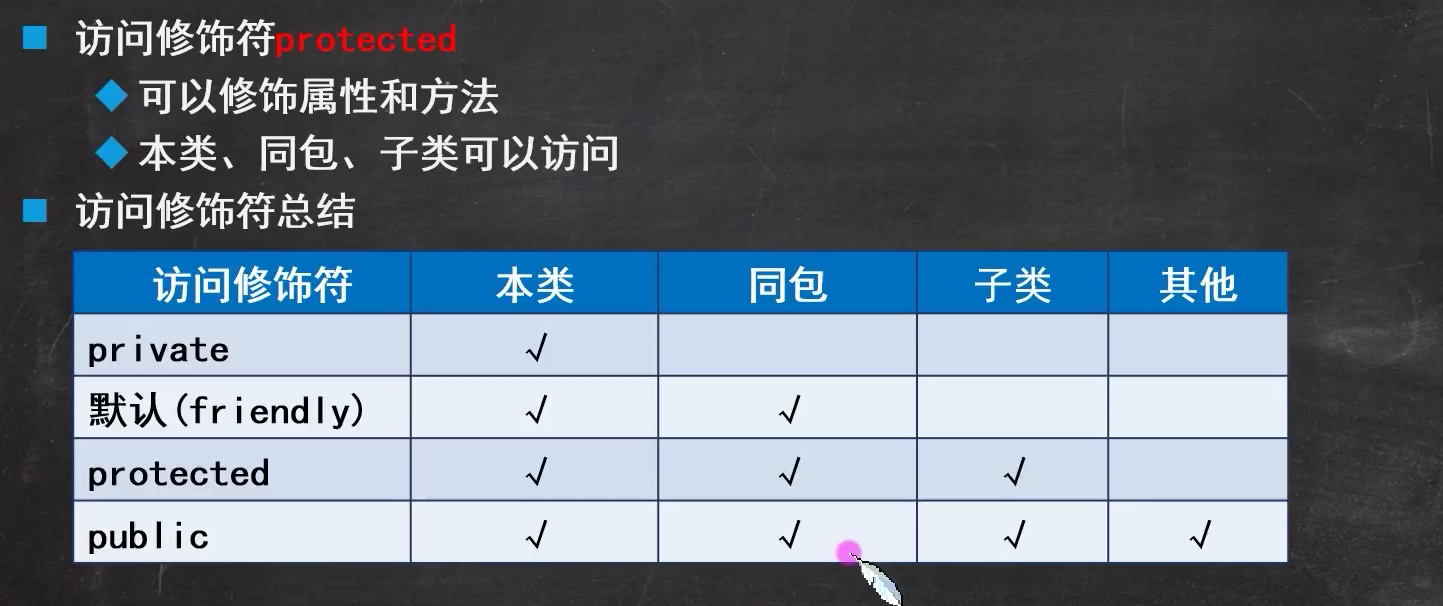 访问修饰符protected
可以修饰属性和方法
本类、同包、子类可以访问
访问修饰符总结
访问修饰符 本类 同包 子类 其他
private √
默认(friendly) √ √
protected √ √ √
public √ √ √ √